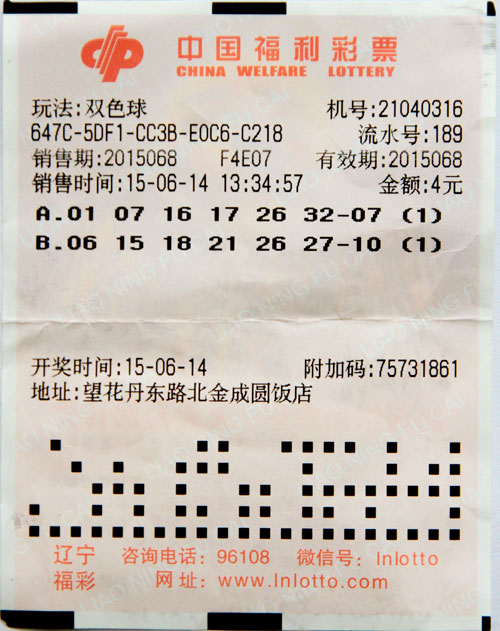 中国福利彩票
CHINA WELFARE LOTTERY
玩法:双色球 机号:21040316
647C-5DF1-CC3B-E0C6-C218 流水号:189
销售期:2015068 F4E07 有效期:2015068
销售时间:15-06-14 13:34:57 金额:4元
A.01 07 16 17 26 32-07 (1)
B.06 15 18 21 26 27-10 (1)
开奖时间:15-06-14 附加码:75731861
地址:望花丹东路北金成圆饭店
辽宁 咨询电话: 96108 微信号: lnlotto
福彩 网址: www.lnlotto.com